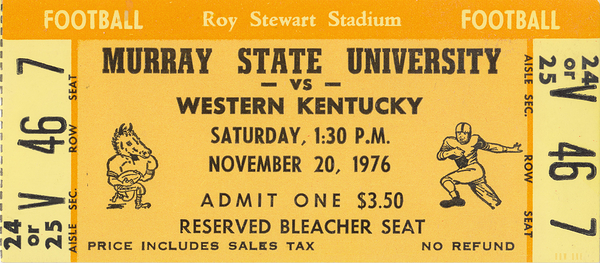 FOOTBALL Roy Stewart Stadium FOOTBALL
MURRAY STATE UNIVERSITY
— VS —
WESTERN KENTUCKY
SATURDAY, 1:30 P.M.
NOVEMBER 20, 1976
ADMIT ONE $3.50
RESERVED BLEACHER SEAT
PRICE INCLUDES SALES TAX NO REFUND
24 or 25 V 46 7
AISLE SEC. ROW SEAT
AISLE SEC. ROW SEAT
24 or 25 V 46 7